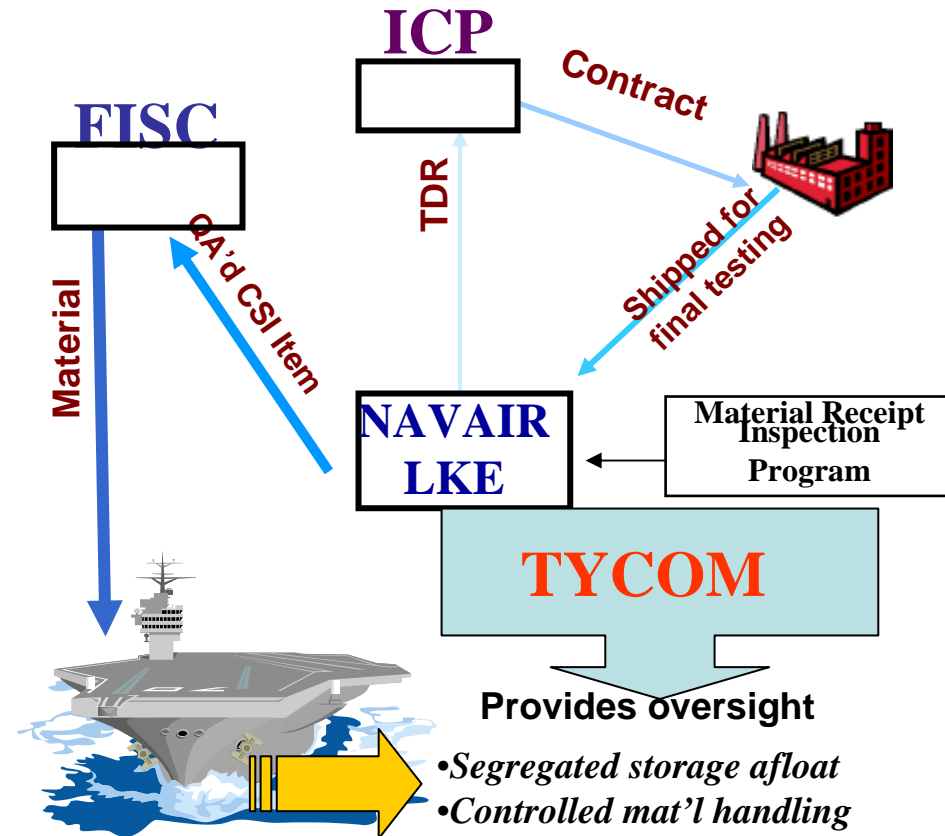 ICP
Contract
FISC
TDR
Shipped for
final testing
QA'd CSI Item
Material
NAVAIR
LKE
Material Receipt
Inspection
Program
TYCOM
Provides oversight
•Segregated storage afloat
•Controlled mat'l handling